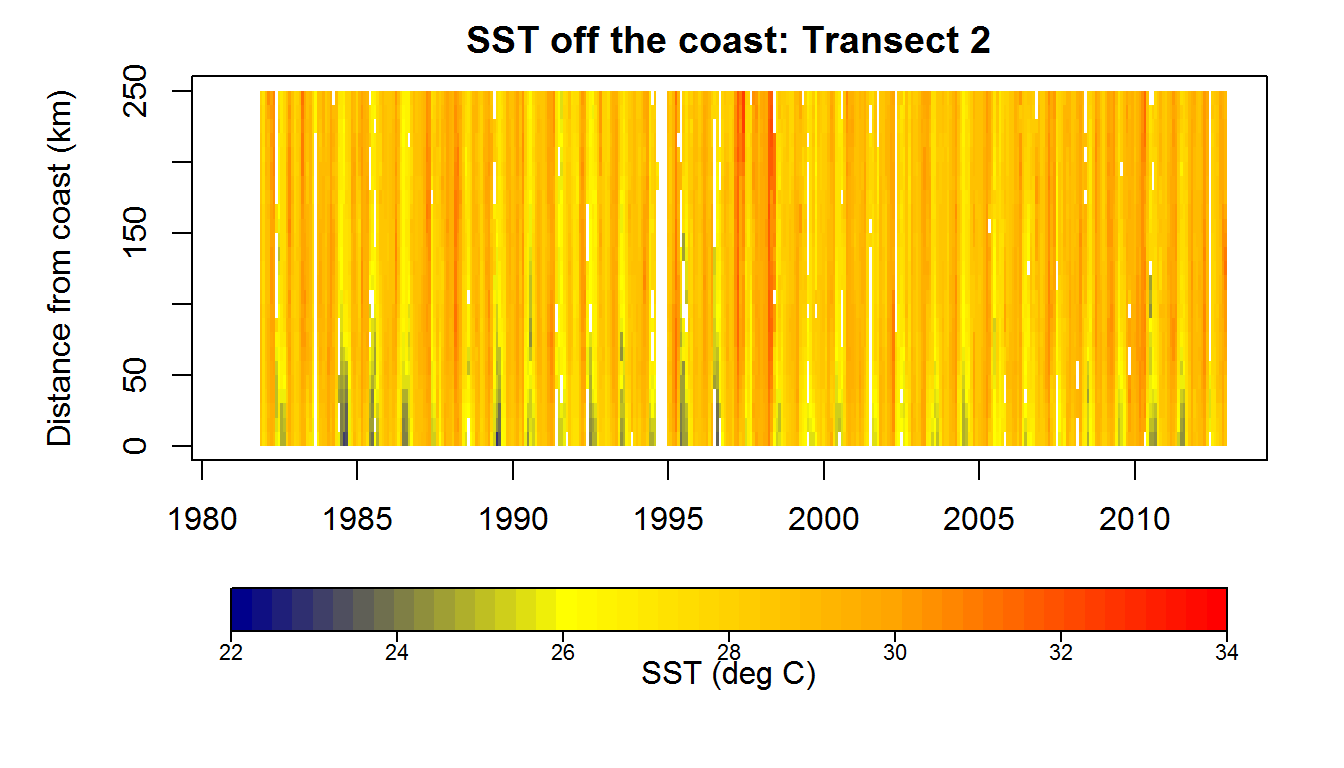 SST off the coast: Transect 2
Distance from coast (km)
250
150
50
0
1980 1985 1990 1995 2000 2005 2010
22 24 26 28 30 32 34
SST (deg C)